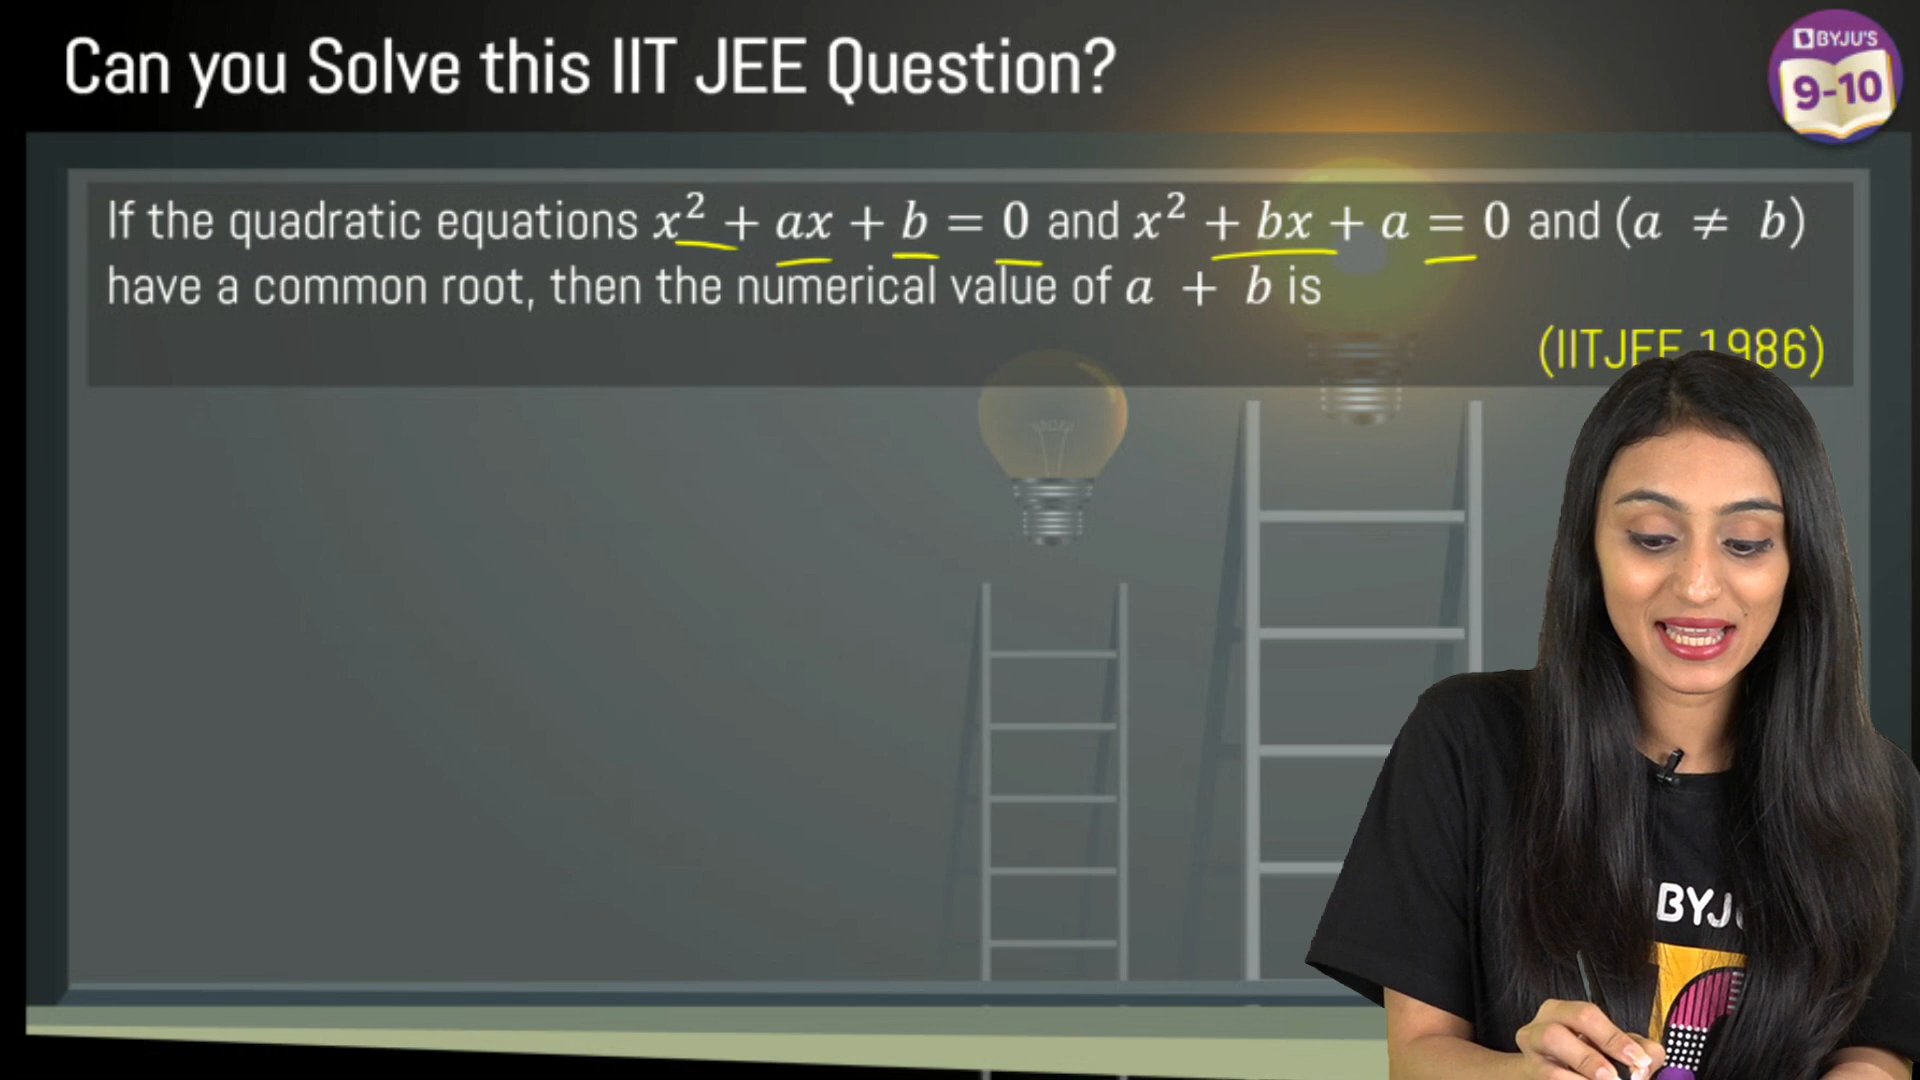 Can you Solve this IIT JEE Question?
BYJU'S
9-10
If the quadratic equations x² + ax + b = 0 and x² + bx + a = 0 and (a ≠ b)
have a common root, then the numerical value of a + b is
(IITJEE 1986)
BYJ